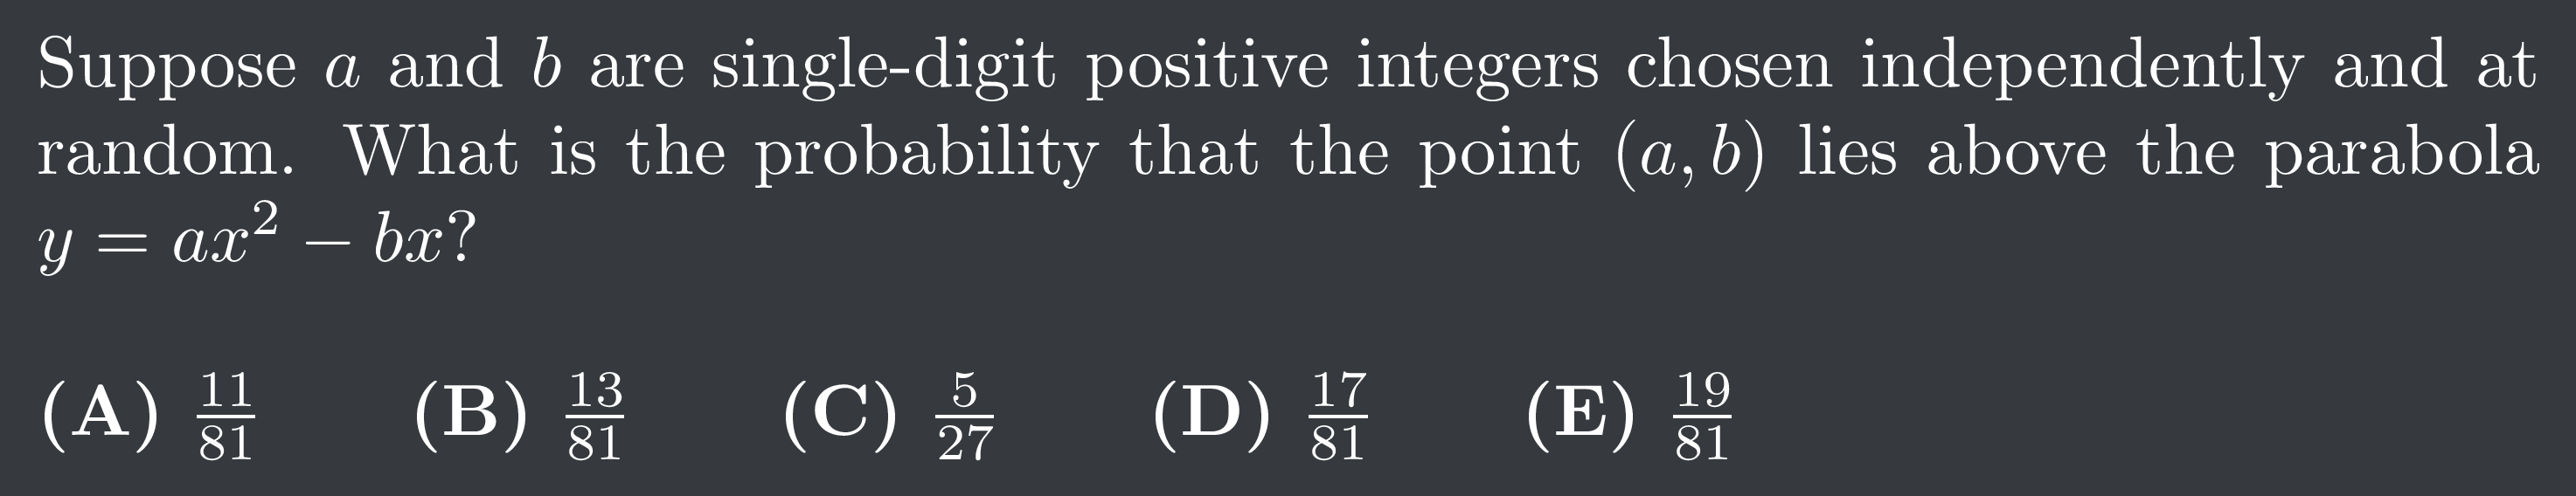 Suppose a and b are single-digit positive integers chosen independently and at
random. What is the probability that the point (a, b) lies above the parabola
y = ax² − bx?
(A) 11/81 (B) 13/81 (C) 5/27 (D) 17/81 (E) 19/81